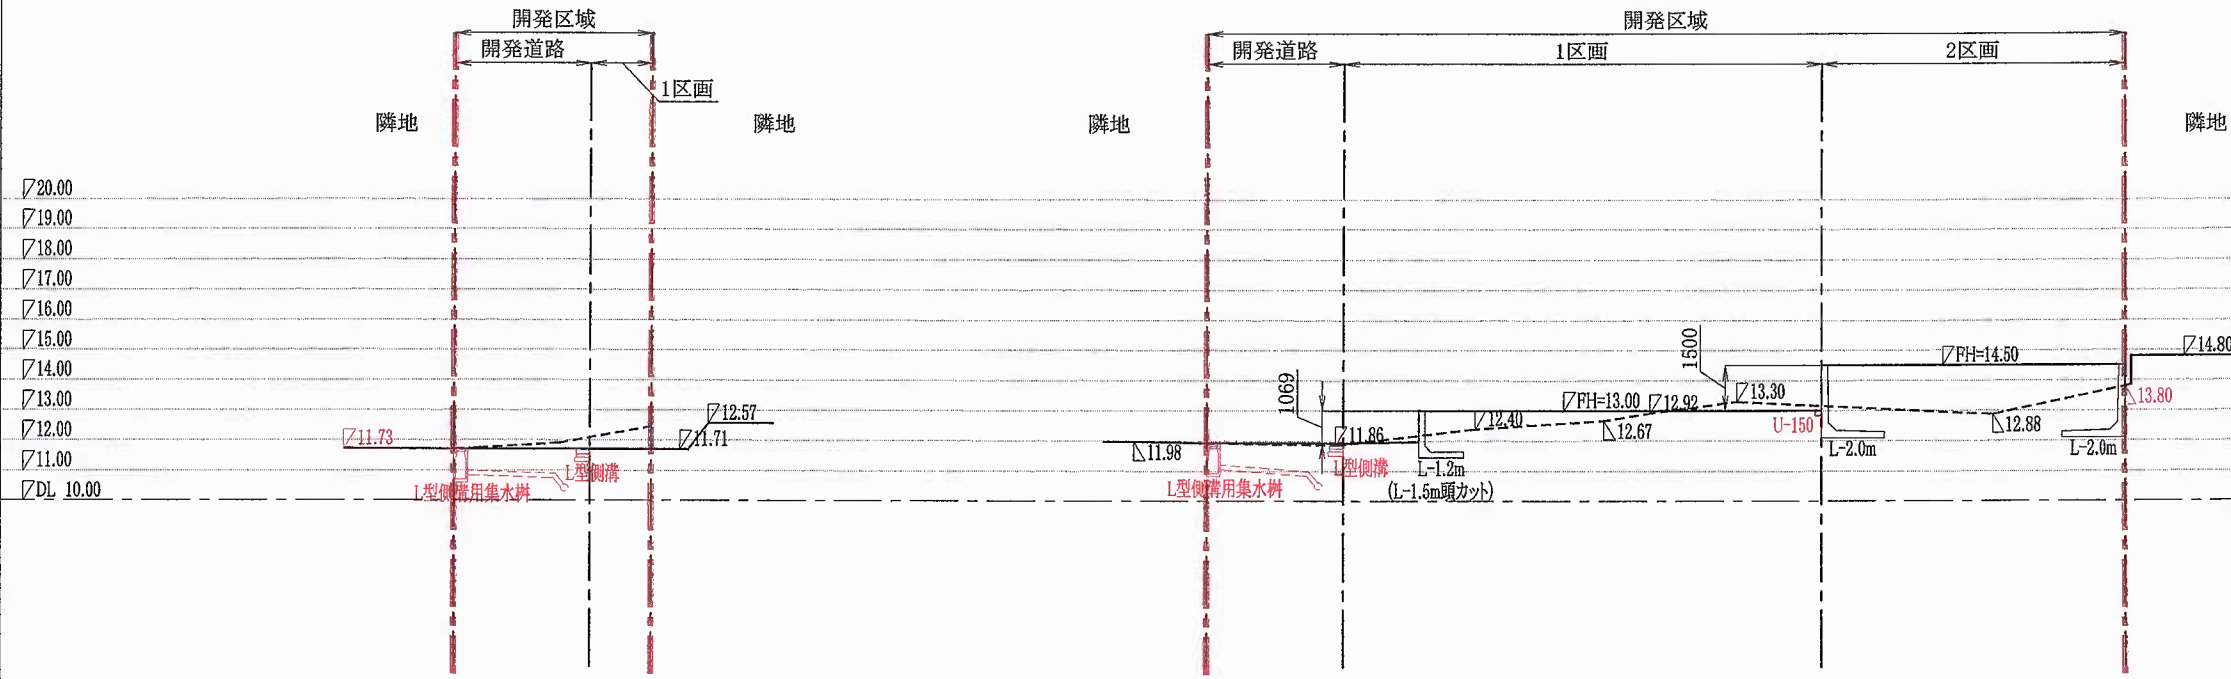 開発区域
開発道路
1区画
隣地
隣地
開発区域
開発道路
1区画
2区画
隣地
隣地
20.00
19.00
18.00
17.00
16.00
15.00
14.00
13.00
12.00
11.00
DL 10.00
11.73
12.57
11.71
L型側溝
L型側溝用集水桝
1069
11.98
11.86
L型側溝
L型側溝用集水桝
L-1.2m
(L-1.5m頭カット)
12.40
FH=13.00
12.67
12.92
1500
13.30
U-150
FH=14.50
L-2.0m
12.88
L-2.0m
14.80
13.80